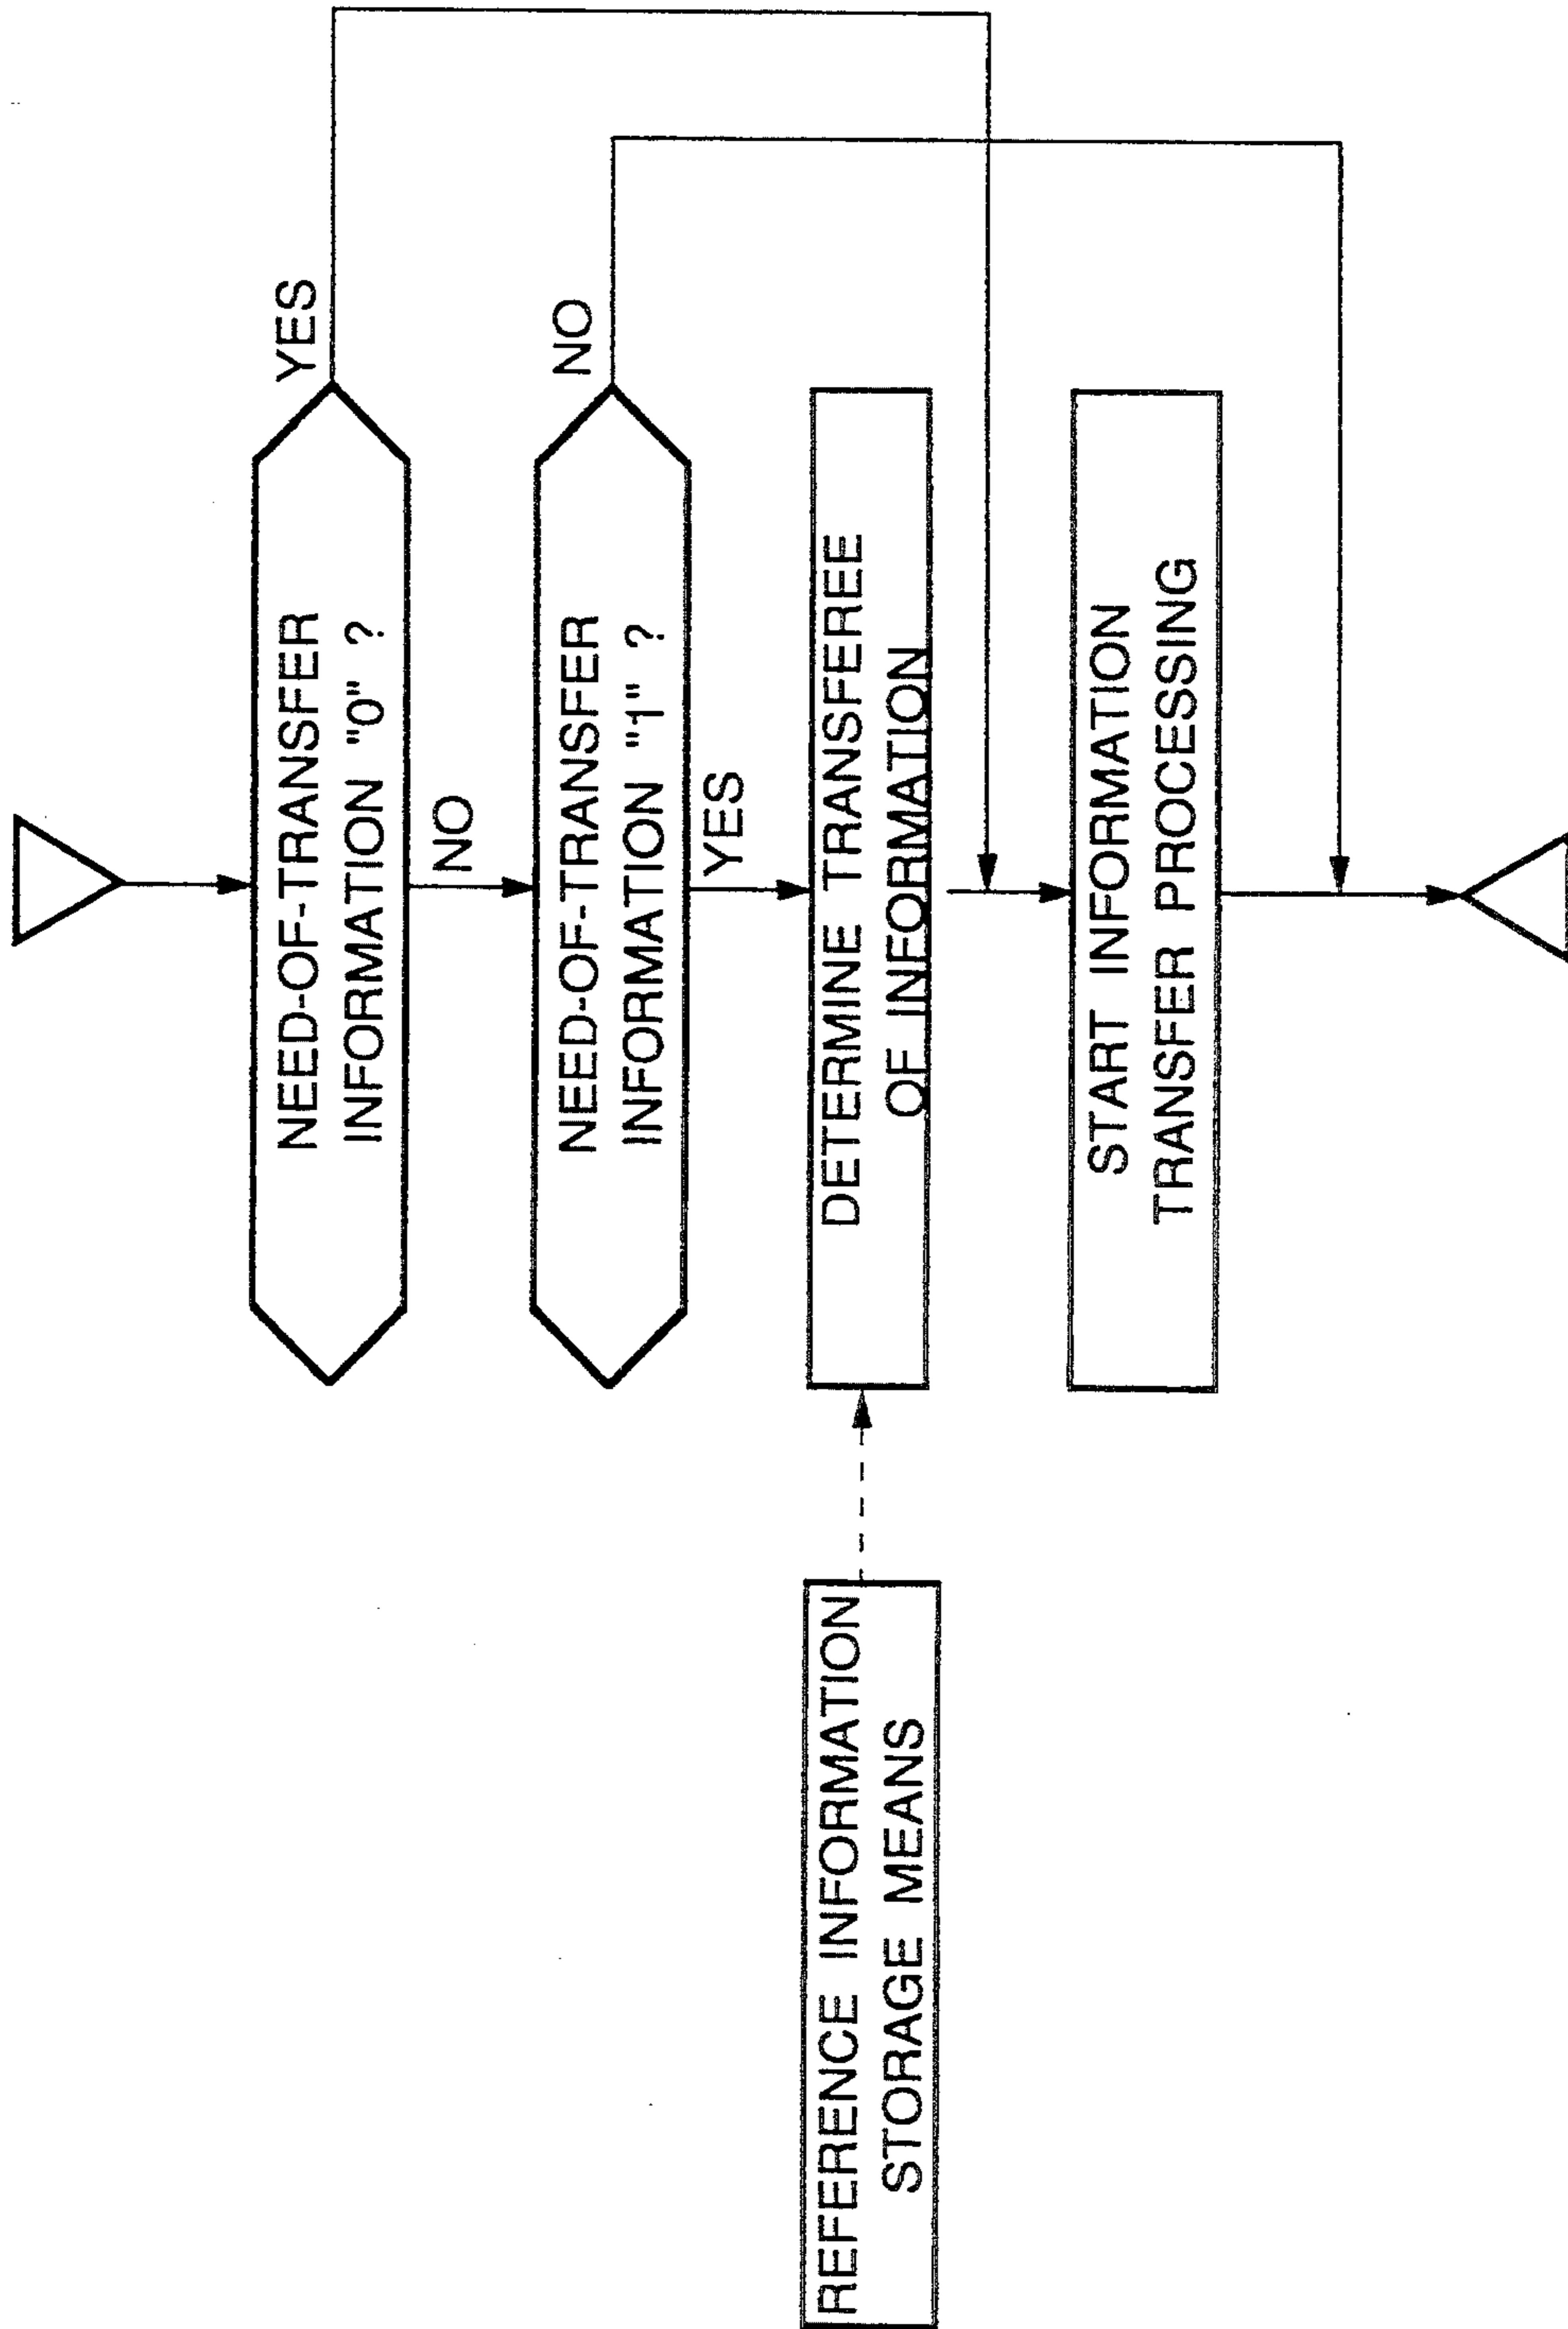 NEED-OF-TRANSFER
INFORMATION "0" ?
YES
NO
NEED-OF-TRANSFER
INFORMATION "1" ?
NO
YES
REFERENCE INFORMATION
STORAGE MEANS
DETERMINE TRANSFEREE
OF INFORMATION
START INFORMATION
TRANSFER PROCESSING